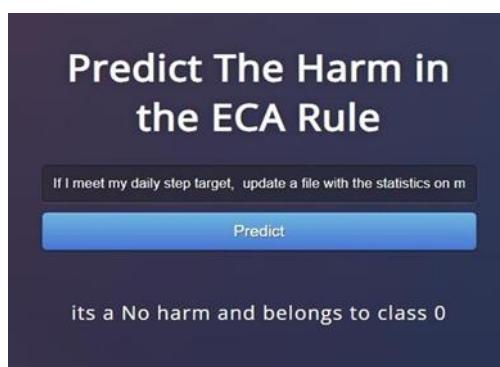 Predict The Harm in
the ECA Rule
If I meet my daily step target, update a file with the statistics on m
Predict
its a No harm and belongs to class 0